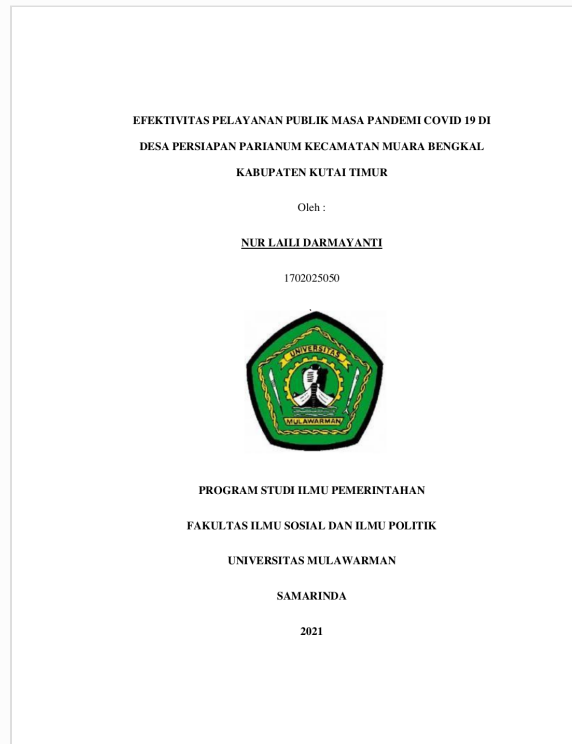 EFEKTIVITAS PELAYANAN PUBLIK MASA PANDEMI COVID 19 DI
DESA PERSIAPAN PARIANUM KECAMATAN MUARA BENGKAL
KABUPATEN KUTAI TIMUR
Oleh :
NUR LAILI DARMAYANTI
1702025050
UNIVERSITAS
MULAWARMAN
PROGRAM STUDI ILMU PEMERINTAHAN
FAKULTAS ILMU SOSIAL DAN ILMU POLITIK
UNIVERSITAS MULAWARMAN
SAMARINDA
2021